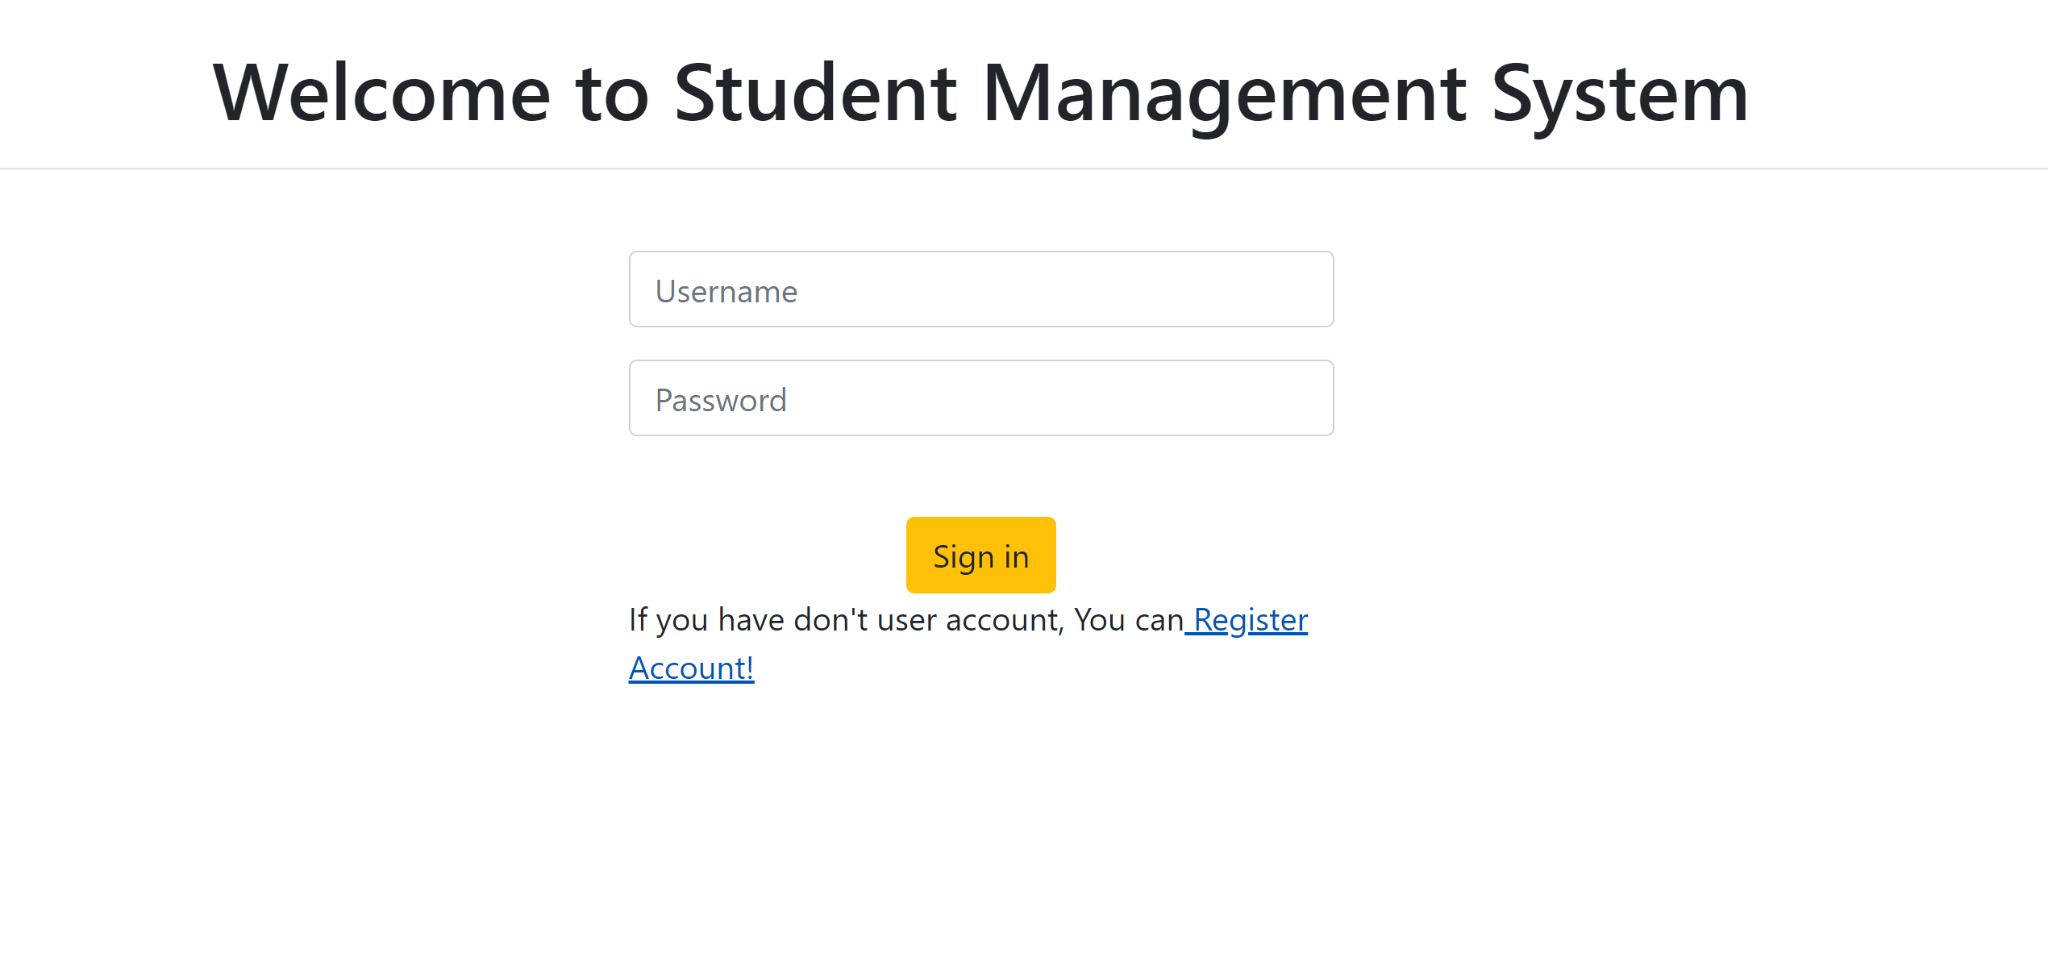 Welcome to Student Management System
Username
Password
Sign in
If you have don't user account, You can Register
Account!